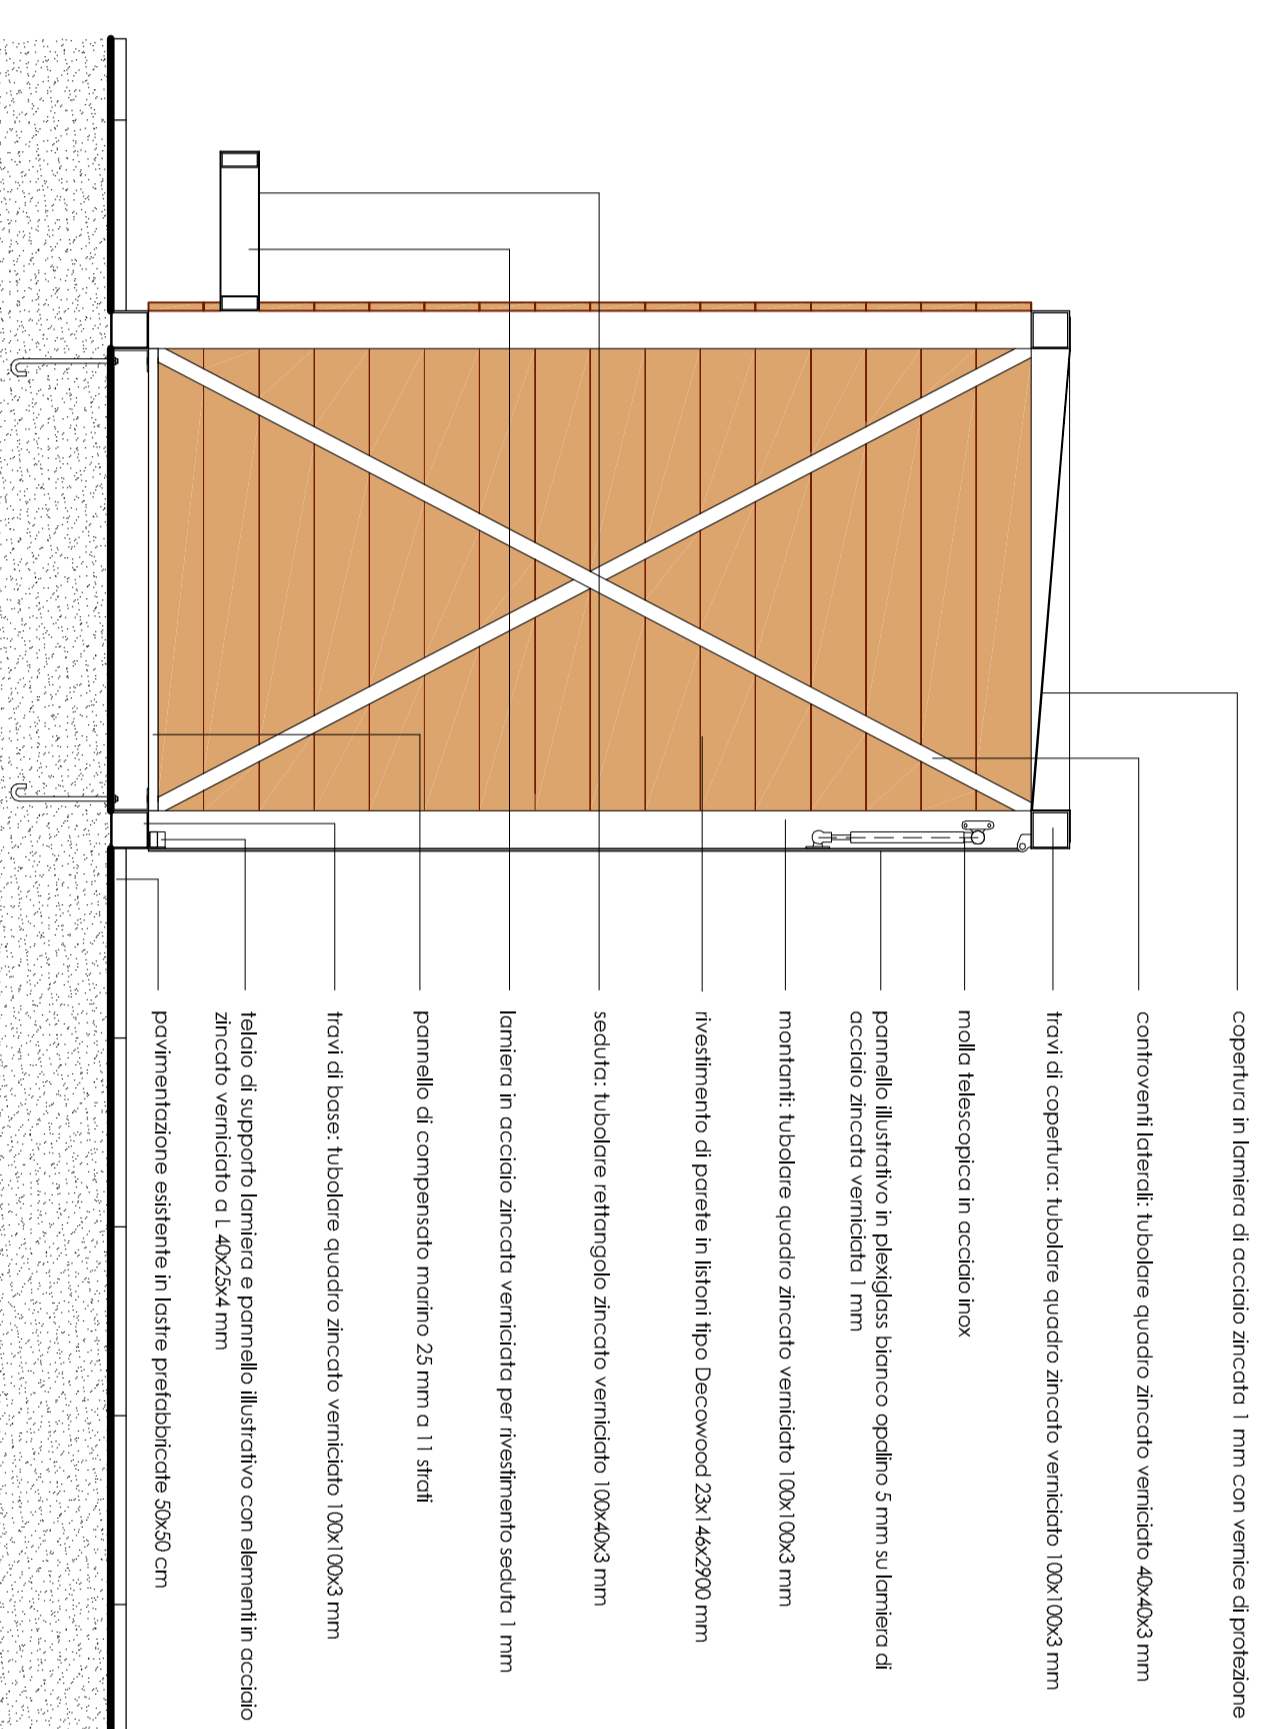 copertura in lamiera di acciaio zincata 1 mm con vernice di protezione
controventi laterali: tubolare quadro zincato verniciato 40x40x3 mm
travi di copertura: tubolare quadro zincato verniciato 100x100x3 mm
molla telescopica in acciaio inox
pannello illustrativo in plexiglass bianco opalino 5 mm su lamiera di
acciaio zincata verniciata 1 mm
montanti: tubolare quadro zincato verniciato 100x100x3 mm
rivestimento di parete in listoni tipo Decowood 23x146x2900 mm
seduta: tubolare rettangolo zincato verniciato 100x40x3 mm
lamiera in acciaio zincata verniciata per rivestimento seduta 1 mm
pannello di compensato marino 25 mm a 11 strati
travi di base: tubolare quadro zincato verniciato 100x100x3 mm
telaio di supporto lamiera e pannello illustrativo con elementi in acciaio
zincato verniciato a L 40x25x4 mm
pavimentazione esistente in lastre prefabbricate 50x50 cm